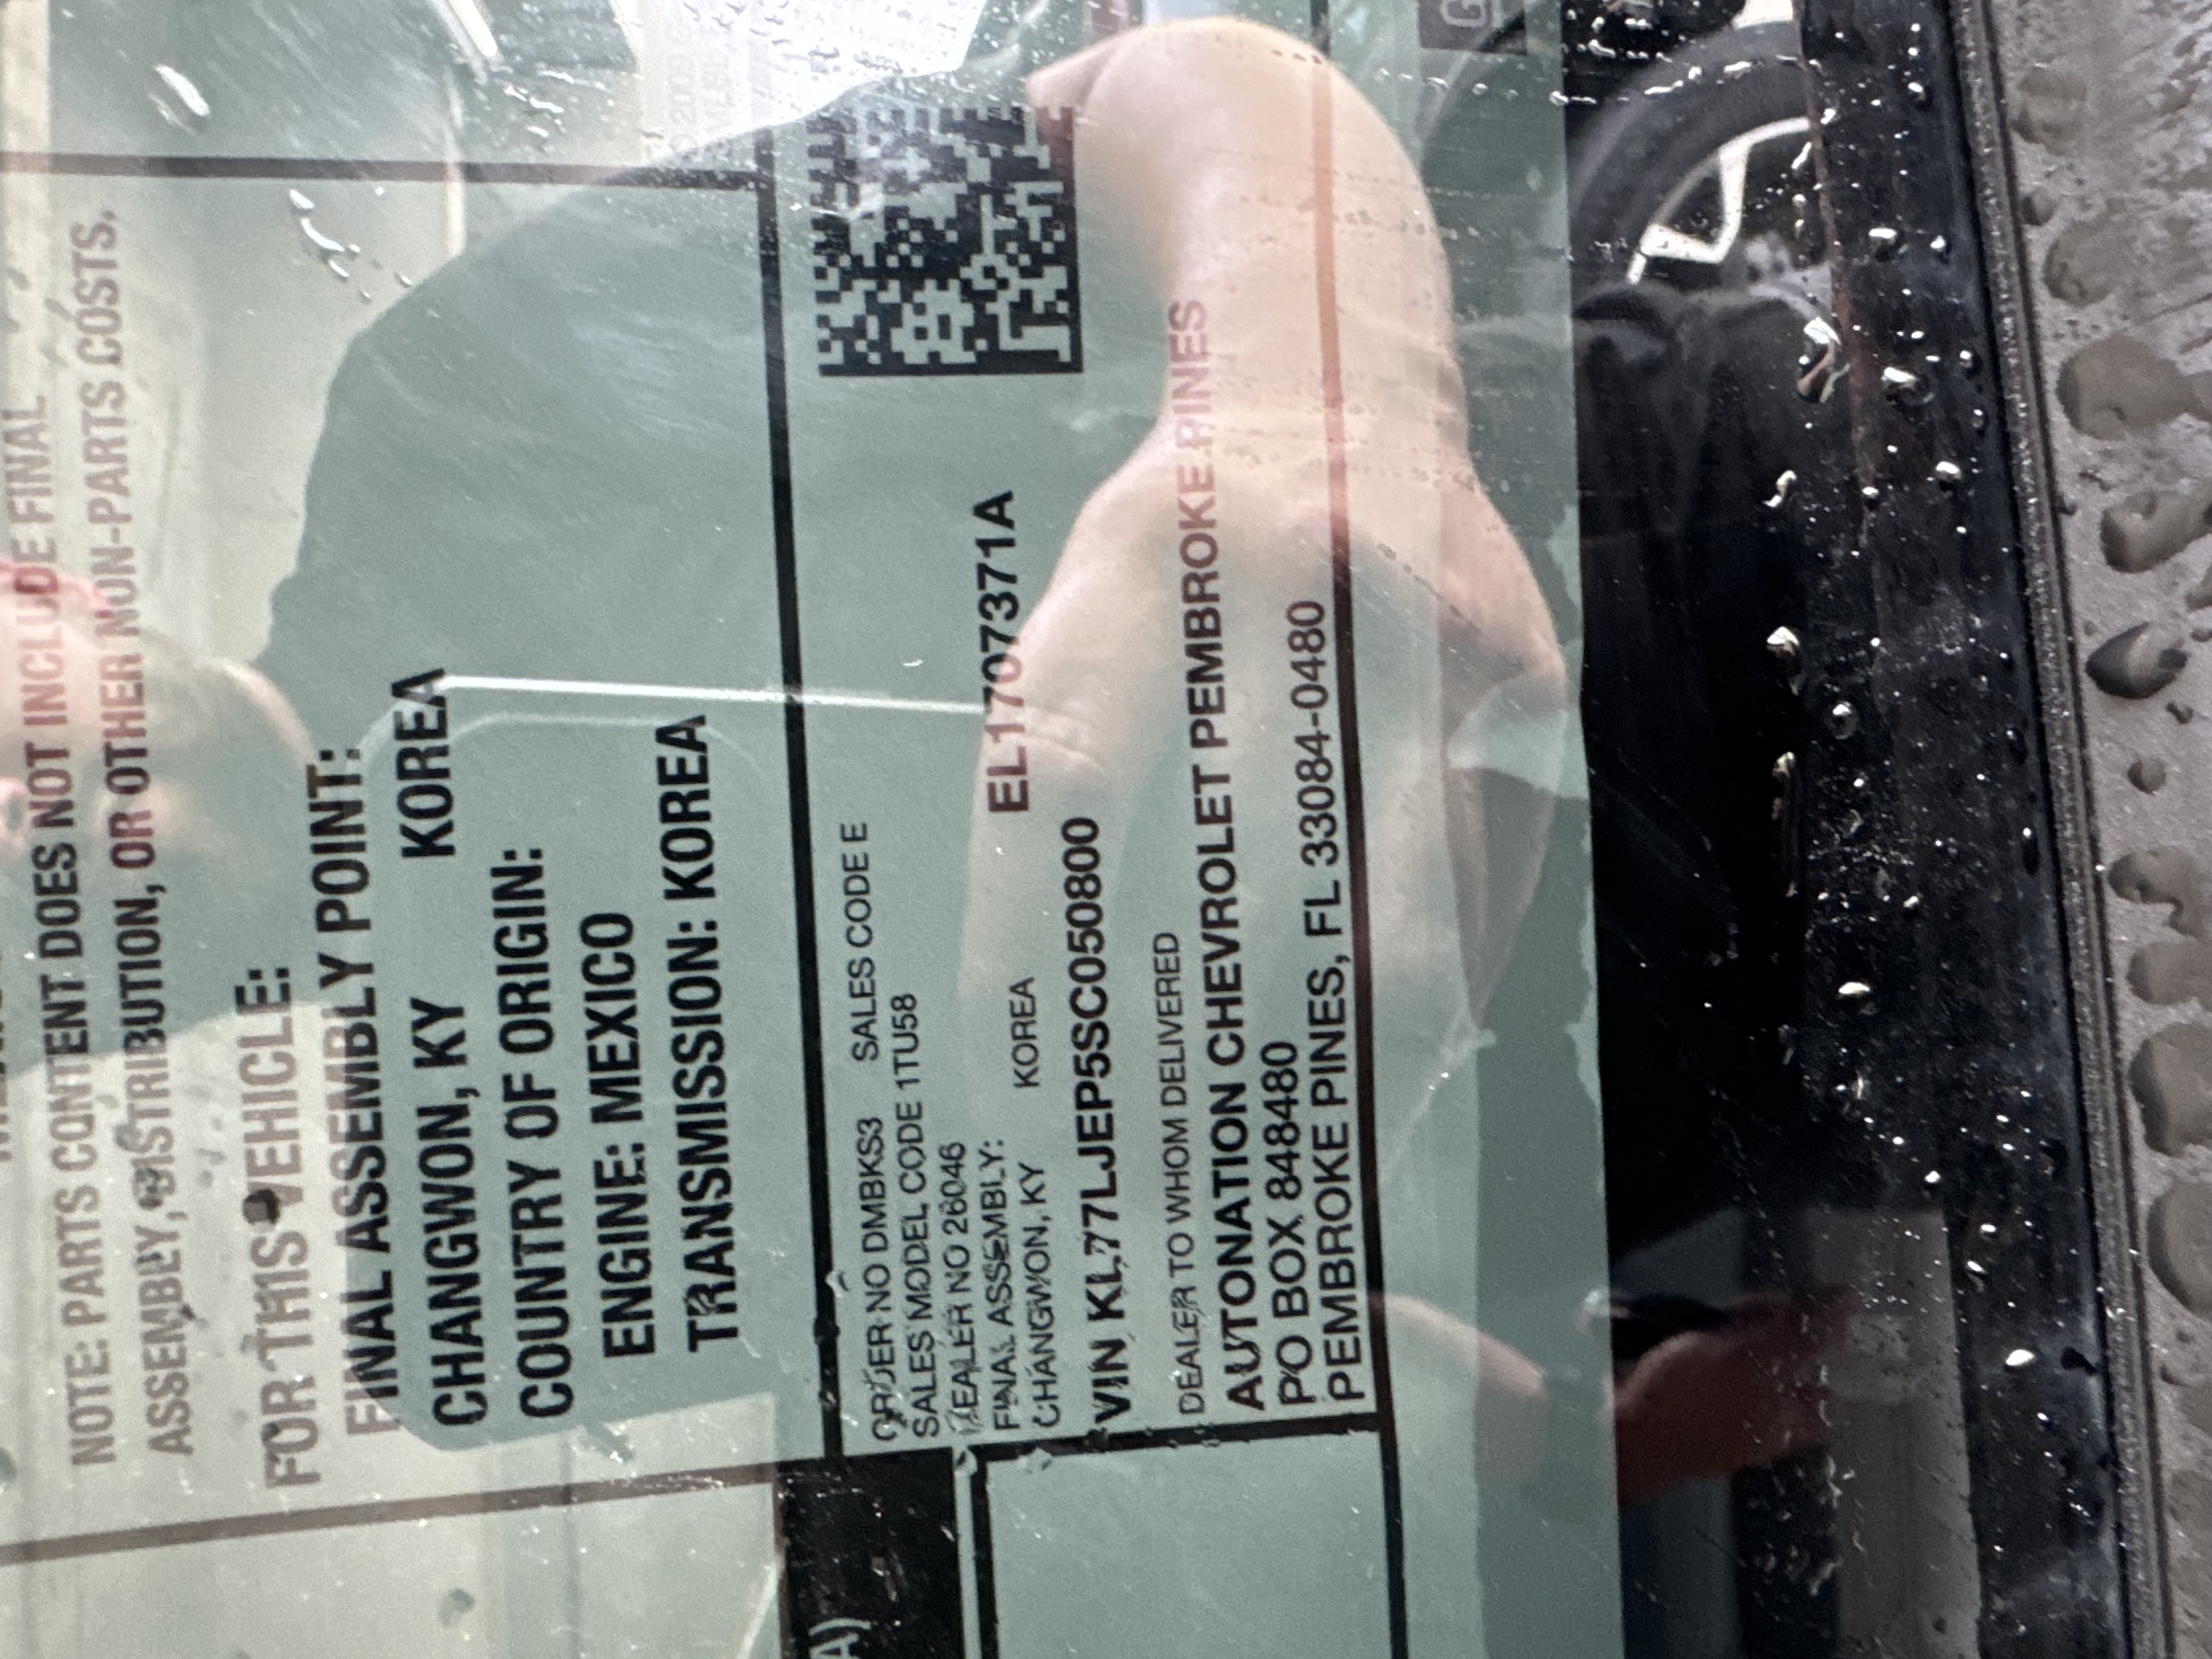 NOTE: PARTS CONTENT DOES NOT INCLUDE FINAL
ASSEMBLY, DISTRIBUTION, OR OTHER NON-PARTS COSTS.
FOR THIS VEHICLE:
FINAL ASSEMBLY POINT:
CHANGWON, KY KOREA
COUNTRY OF ORIGIN:
ENGINE: MEXICO
TRANSMISSION: KOREA
ORDER NO DMBKS3 SALES CODE E
SALES MODEL CODE 1TU58
DEALER NO 26046
FINAL ASSEMBLY:
CHANGWON, KY KOREA
EL1707371A
VIN KL77LJEP5SC050800
DEALER TO WHOM DELIVERED
AUTONATION CHEVROLET PEMBROKE PINES
PO BOX 848480
PEMBROKE PINES, FL 33084-0480